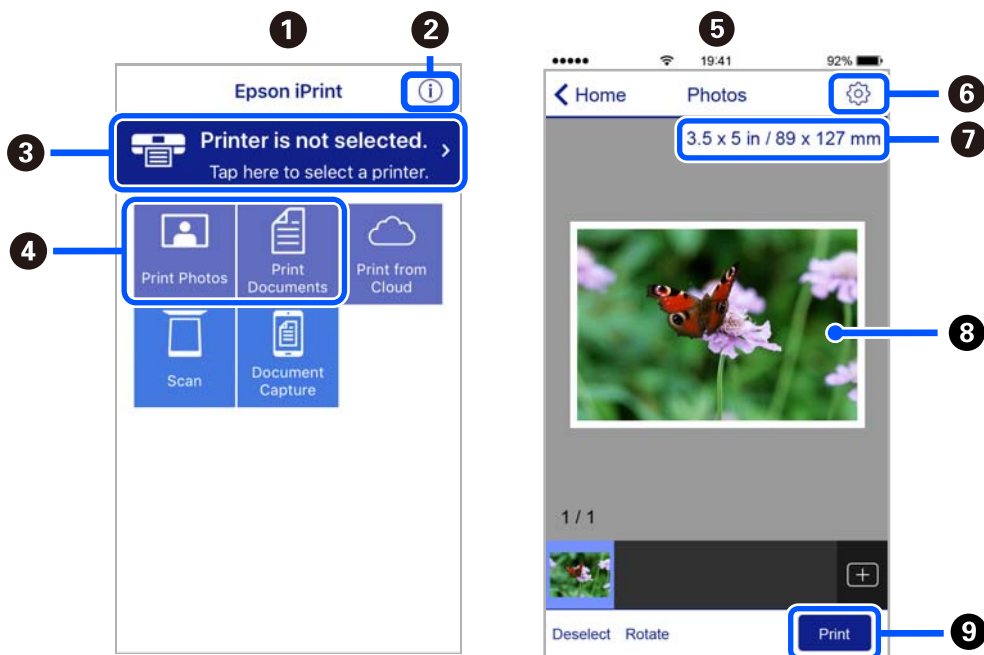 1
2
Epson iPrint
3
Printer is not selected.
Tap here to select a printer.
4
Print Photos
Print
Documents
Print from
Cloud
Scan
Document
Capture
5
19:41
92%
Home
Photos
6
3.5 x 5 in / 89 x 127 mm
7
8
1 / 1
Deselect
Rotate
Print
9